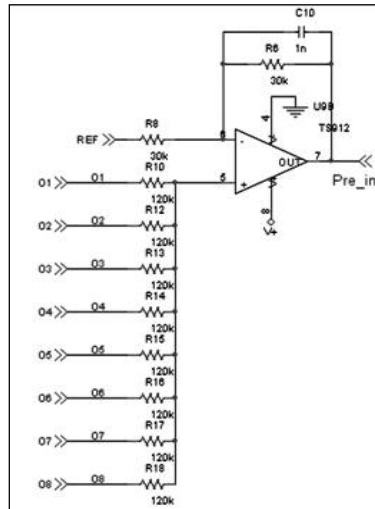 C10
1n
R6
30k
4
U9B
TS912
REF
R8
30k
6
-
OUT
7
Pre_in
O1
O1
R10
120k
5
+
8
V+
O2
O2
R12
120k
O3
O3
R13
120k
O4
O4
R14
120k
O5
O5
R15
120k
O6
O6
R16
120k
O7
O7
R17
120k
O8
O8
R18
120k